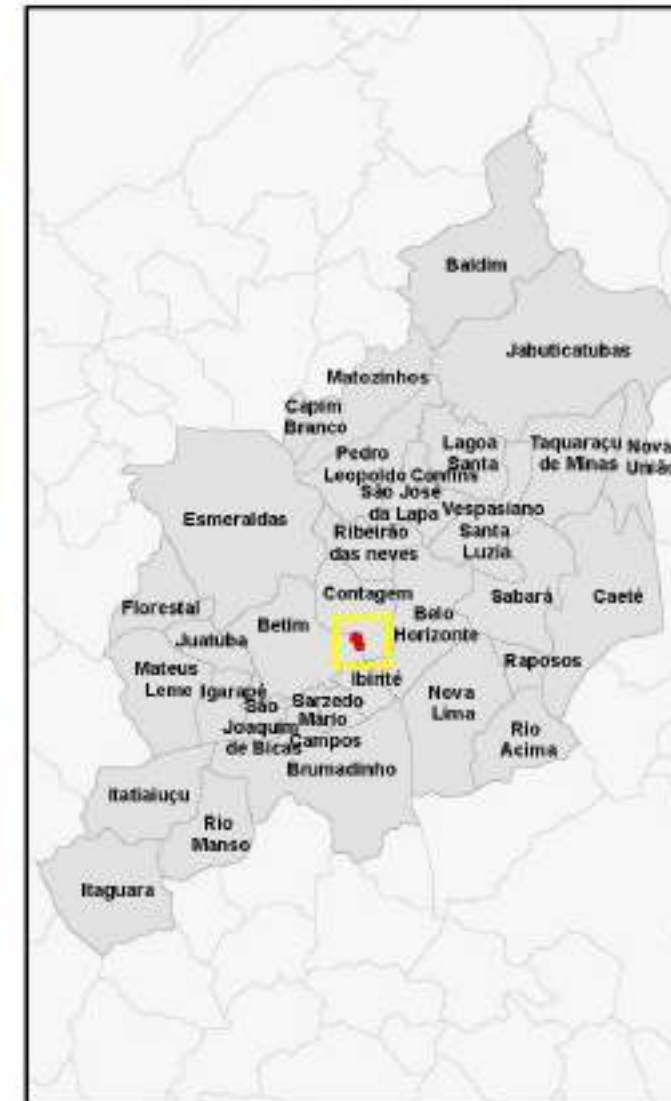 Baldim
Jabuticatubas
Matozinhos
Capim
Branco
Pedro
Leopoldo
Confins
Lagoa
Santa
Taquaraçu
de Minas
Nova
União
São José
da Lapa
Vespasiano
Esmeraldas
Ribeirão
das neves
Santa
Luzia
Contagem
Sabará
Caeté
Florestal
Juatuba
Betim
Belo
Horizonte
Mateus
Leme
Igarapé
Ibirité
Raposos
São
Joaquim
de Bicas
Sarzedo
Mário
Campos
Nova
Lima
Rio
Acima
Brumadinho
Itatiaiuçu
Rio
Manso
Itaguara